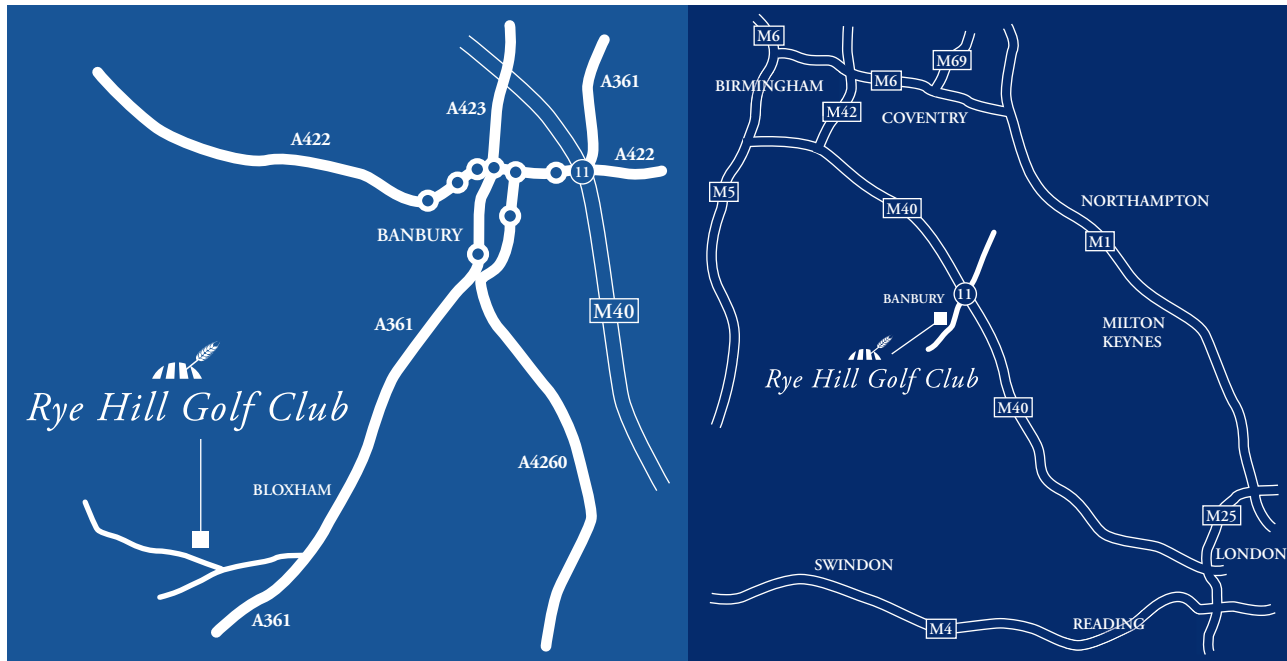 A422
A423
A361
A422
11
BANBURY
M40
A361
Rye Hill Golf Club
A4260
BLOXHAM
A361
M6
M69
BIRMINGHAM
M6
M42
COVENTRY
M5
M40
NORTHAMPTON
M1
11
BANBURY
MILTON
KEYNES
Rye Hill Golf Club
M40
M25
LONDON
SWINDON
READING
M4